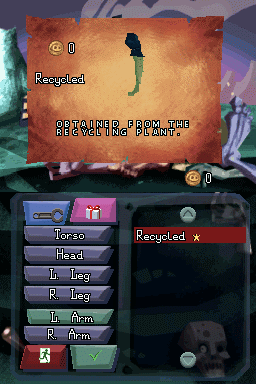 @ 0
Recycled
OBTAINED FROM THE
RECYCLING PLANT.
@ 0
Torso
Head
L. Leg
R. Leg
L. Arm
R. Arm
Recycled ★